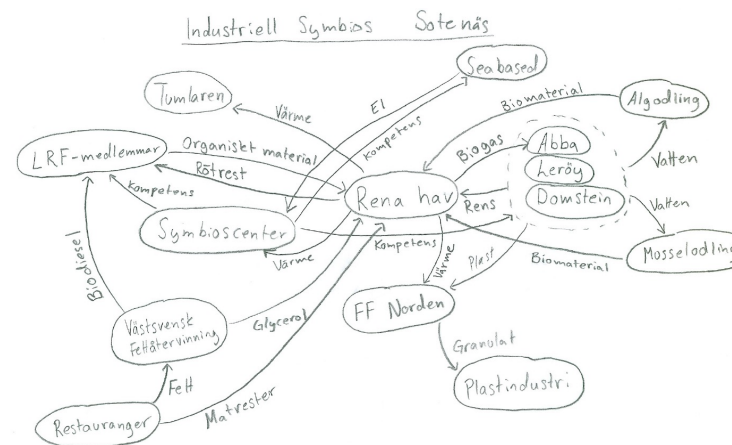 Industriell Symbios Sotenäs
Seabased
Tumlaren
Värme
El
Kompetens
Biomaterial
Algodling
LRF-medlemmar
Organiskt material
Rötrest
Kompetens
Rena hav
Biogas
Abba
Leröy
Domstein
Vatten
Rens
Vatten
Symbioscenter
Värme
Kompetens
Värme
Plast
Biomaterial
Mosselodling
Biodiesel
Västsvensk
Fettåtervinning
Glycerol
FF Norden
Granulat
Plastindustri
Fett
Matrester
Restauranger